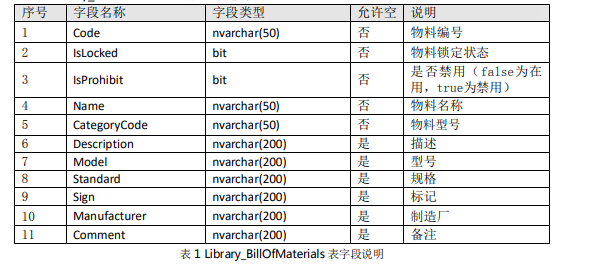 序号 字段名称 字段类型 允许空 说明
1 Code nvarchar(50) 否 物料编号
2 IsLocked bit 否 物料锁定状态
3 IsProhibit bit 否 是否禁用（false为在
用，true为禁用）
4 Name nvarchar(50) 否 物料名称
5 CategoryCode nvarchar(50) 否 物料型号
6 Description nvarchar(200) 是 描述
7 Model nvarchar(200) 是 型号
8 Standard nvarchar(200) 是 规格
9 Sign nvarchar(200) 是 标记
10 Manufacturer nvarchar(200) 是 制造厂
11 Comment nvarchar(200) 是 备注
表 1 Library_BillOfMaterials 表字段说明